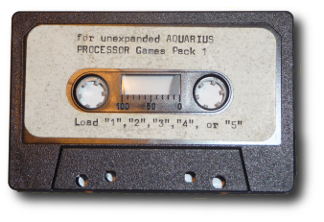 for unexpanded AQUARIUS
PROCESSOR Games Pack 1
100 50 0
Load "1","2","3","4", or "5"